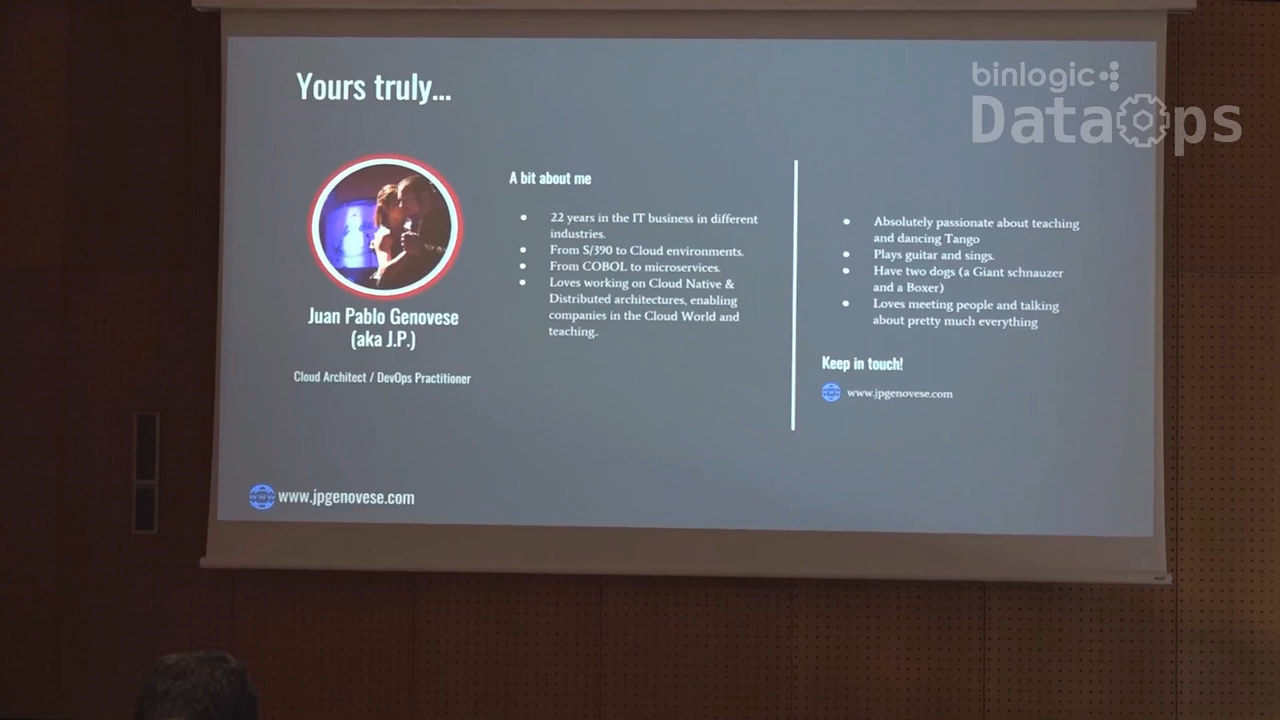 Yours truly...
binlogic
DataOps
Juan Pablo Genovese
(aka J.P.)
Cloud Architect / DevOps Practitioner
A bit about me
22 years in the IT business in different
industries.
From S/390 to Cloud environments.
From COBOL to microservices.
Loves working on Cloud Native &
Distributed architectures, enabling
companies in the Cloud World and
teaching..
Absolutely passionate about teaching
and dancing Tango
Plays guitar and sings.
Have two dogs (a Giant schnauzer
and a Boxer)
Loves meeting people and talking
about pretty much everything
Keep in touch!
www.jpgenovese.com
www.jpgenovese.com